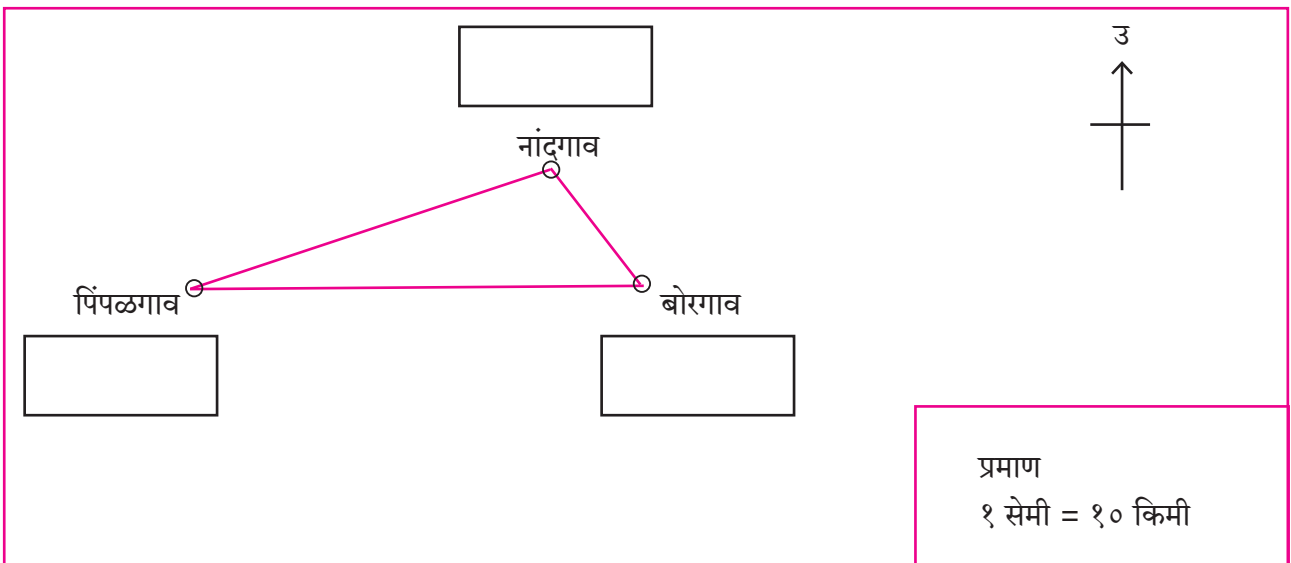 उ
नांदगाव
पिंपळगाव
बोरगाव
प्रमाण
१ सेमी = १० किमी